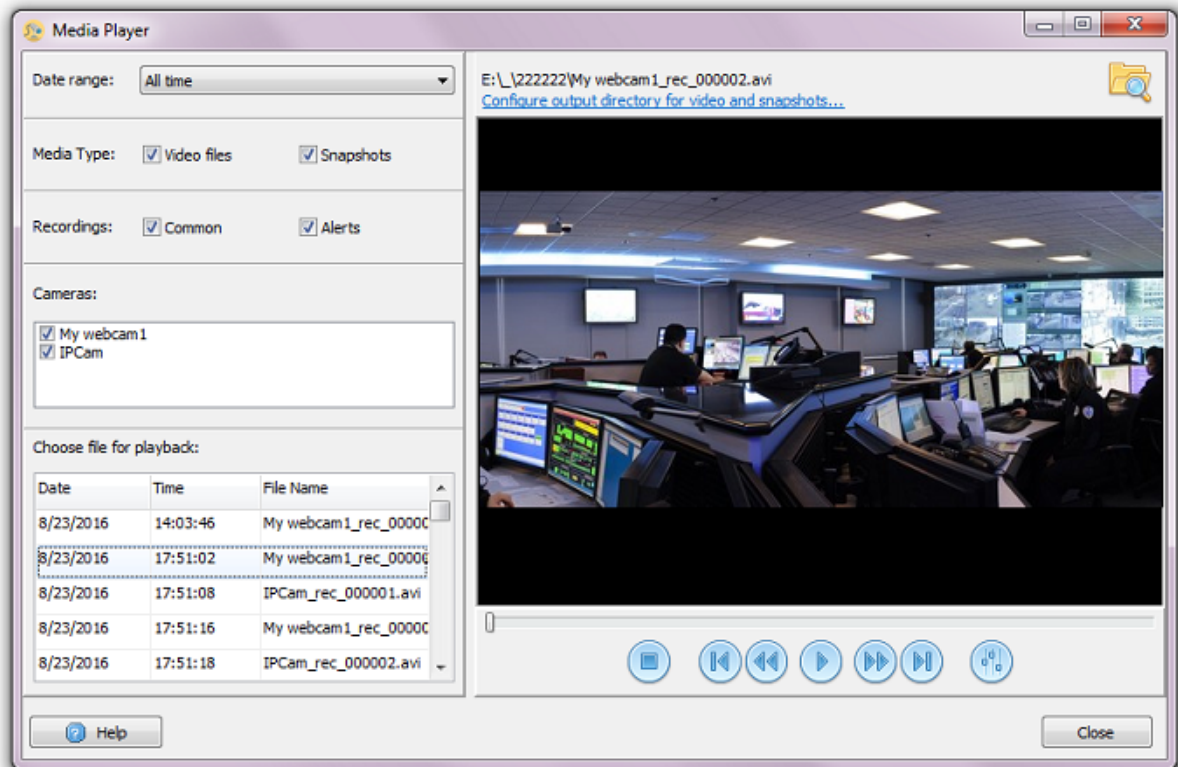 Media Player
Date range: All time
E:\_\222222\My webcam1_rec_000002.avi
Configure output directory for video and snapshots...
Media Type: Video files Snapshots
Recordings: Common Alerts
Cameras:
My webcam1
IPCam
Choose file for playback:
Date Time File Name
8/23/2016 14:03:46 My webcam1_rec_0000
8/23/2016 17:51:02 My webcam1_rec_0000
8/23/2016 17:51:08 IPCam_rec_000001.avi
8/23/2016 17:51:16 My webcam1_rec_0000
8/23/2016 17:51:18 IPCam_rec_000002.avi
Help
Close